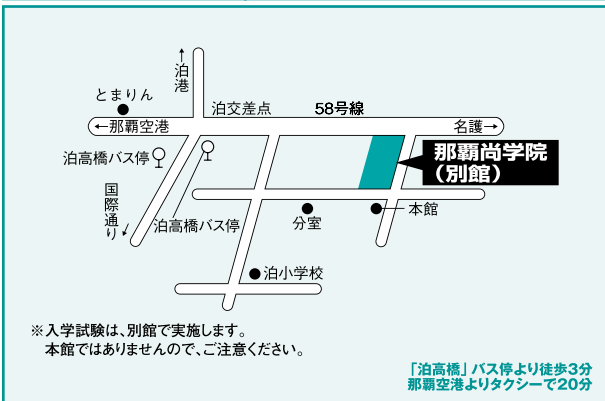 ↑泊港
とまりん
泊交差点
58号線
←那覇空港
名護→
泊高橋バス停
那覇尚学院
（別館）
国際通り↓
泊高橋バス停
分室
本館
泊小学校
※入学試験は、別館で実施します。
本館ではありませんので、ご注意ください。
「泊高橋」バス停より徒歩3分
那覇空港よりタクシーで20分